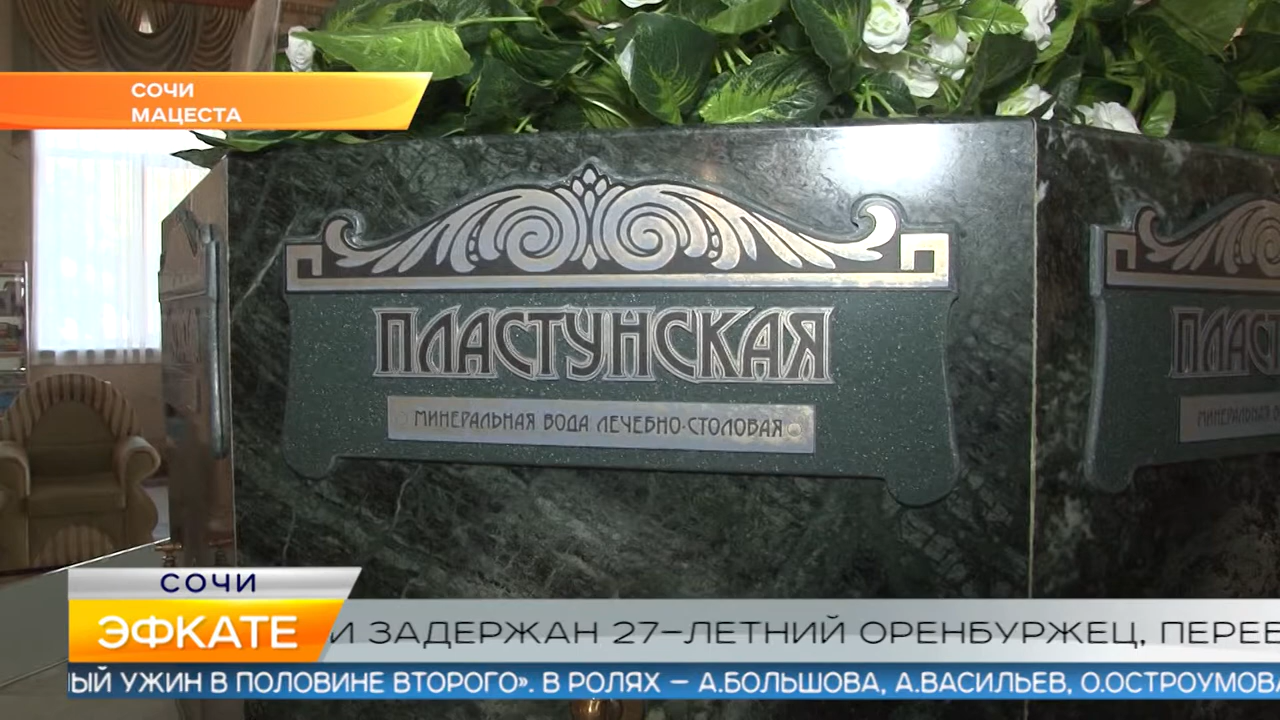 СОЧИ
МАЦЕСТА
ПЛАСТУНСКАЯ
МИНЕРАЛЬНАЯ ВОДА ЛЕЧЕБНО-СТОЛОВАЯ
СОЧИ
ЭФКАТЕ
И ЗАДЕРЖАН 27-ЛЕТНИЙ ОРЕНБУРЖЕЦ, ПЕРЕВ
ЫЙ УЖИН В ПОЛОВИНЕ ВТОРОГО». В РОЛЯХ – А.БОЛЬШОВА, А.ВАСИЛЬЕВ, О.ОСТРОУМОВА